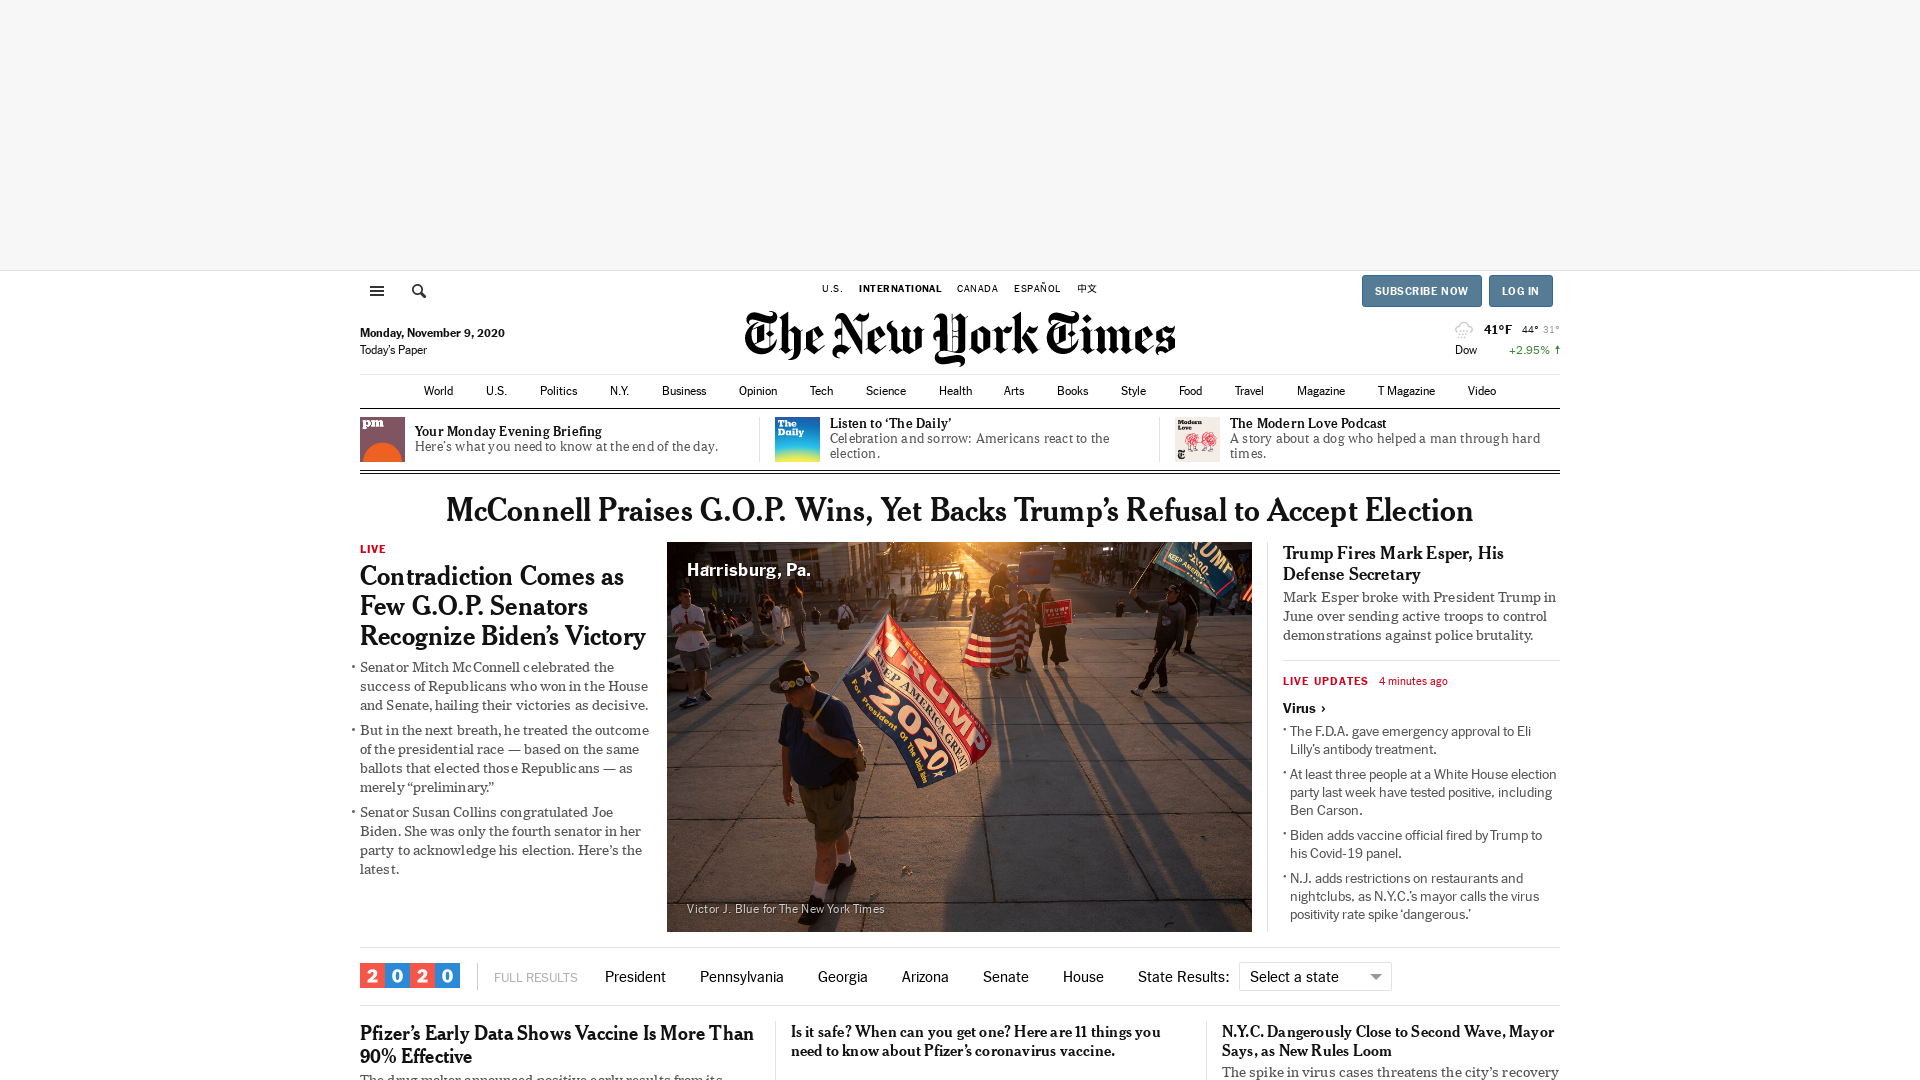 U.S. INTERNATIONAL CANADA ESPAÑOL 中文
SUBSCRIBE NOW LOG IN
Monday, November 9, 2020
Today's Paper
The New York Times
41°F 44° 31°
Dow +2.95% ↑
World U.S. Politics N.Y. Business Opinion Tech Science Health Arts Books Style Food Travel Magazine T Magazine Video
pm
Your Monday Evening Briefing
Here's what you need to know at the end of the day.
The
Daily
Listen to ‘The Daily’
Celebration and sorrow: Americans react to the
election.
Modern
Love
The Modern Love Podcast
A story about a dog who helped a man through hard
times.
McConnell Praises G.O.P. Wins, Yet Backs Trump’s Refusal to Accept Election
LIVE
Contradiction Comes as
Few G.O.P. Senators
Recognize Biden’s Victory
• Senator Mitch McConnell celebrated the
success of Republicans who won in the House
and Senate, hailing their victories as decisive.
• But in the next breath, he treated the outcome
of the presidential race — based on the same
ballots that elected those Republicans — as
merely “preliminary.”
• Senator Susan Collins congratulated Joe
Biden. She was only the fourth senator in her
party to acknowledge his election. Here’s the
latest.
Harrisburg, Pa.
TRUMP
2020
KEEP AMERICA
TRUMP
Elect
TRUMP
KEEP AMERICA GREAT
2020
For President Of The
Victor J. Blue for The New York Times
Trump Fires Mark Esper, His
Defense Secretary
Mark Esper broke with President Trump in
June over sending active troops to control
demonstrations against police brutality.
LIVE UPDATES 4 minutes ago
Virus ›
• The F.D.A. gave emergency approval to Eli
Lilly’s antibody treatment.
• At least three people at a White House election
party last week have tested positive, including
Ben Carson.
• Biden adds vaccine official fired by Trump to
his Covid-19 panel.
• N.J. adds restrictions on restaurants and
nightclubs, as N.Y.C.’s mayor calls the virus
positivity rate spike ‘dangerous.’
2020 FULL RESULTS President Pennsylvania Georgia Arizona Senate House State Results: Select a state
Pfizer’s Early Data Shows Vaccine Is More Than
90% Effective
The drug maker announced positive early results from its
Is it safe? When can you get one? Here are 11 things you
need to know about Pfizer’s coronavirus vaccine.
N.Y.C. Dangerously Close to Second Wave, Mayor
Says, as New Rules Loom
The spike in virus cases threatens the city’s recovery